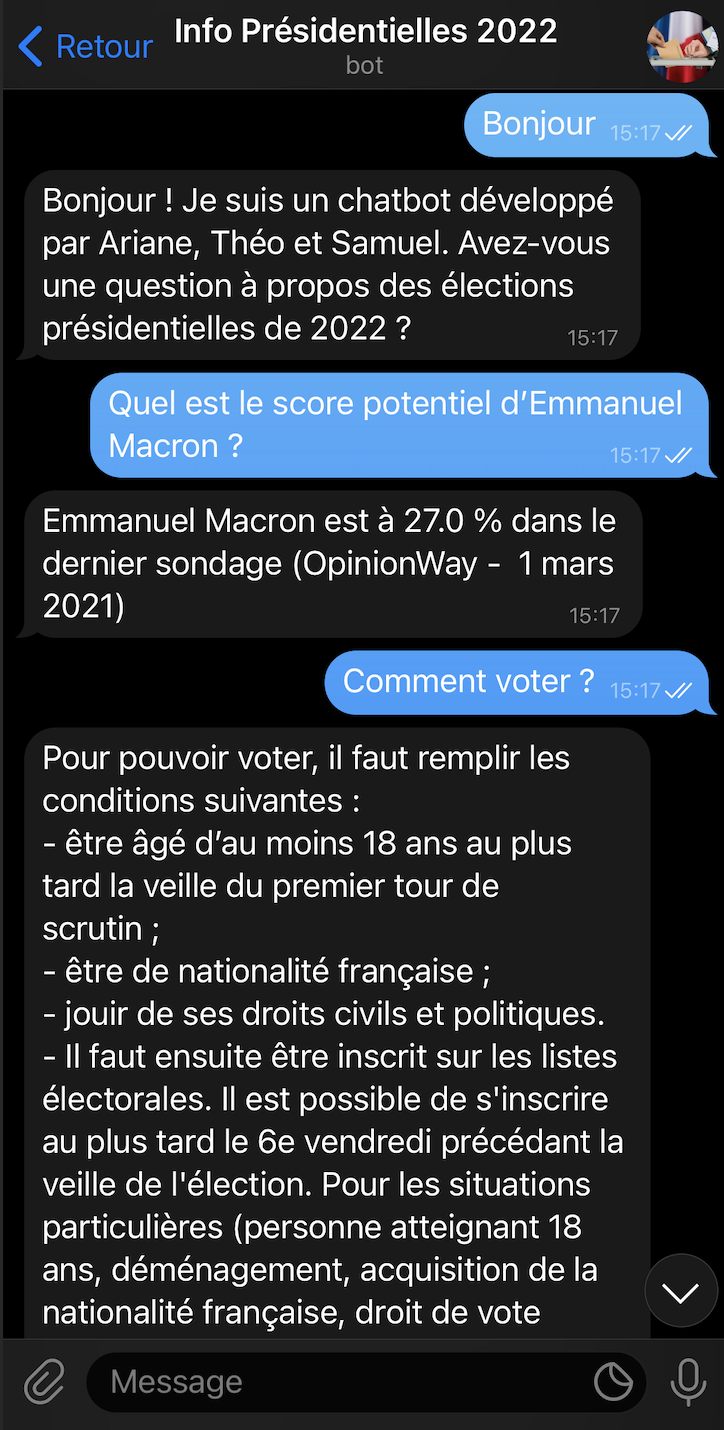 Retour
Info Présidentielles 2022
bot
Bonjour 15:17
Bonjour ! Je suis un chatbot développé
par Ariane, Théo et Samuel. Avez-vous
une question à propos des élections
présidentielles de 2022 ?
15:17
Quel est le score potentiel d’Emmanuel
Macron ?
15:17
Emmanuel Macron est à 27.0 % dans le
dernier sondage (OpinionWay - 1 mars
2021)
15:17
Comment voter ? 15:17
Pour pouvoir voter, il faut remplir les
conditions suivantes :
- être âgé d’au moins 18 ans au plus
tard la veille du premier tour de
scrutin ;
- être de nationalité française ;
- jouir de ses droits civils et politiques.
- Il faut ensuite être inscrit sur les listes
électorales. Il est possible de s'inscrire
au plus tard le 6e vendredi précédant la
veille de l'élection. Pour les situations
particulières (personne atteignant 18
ans, déménagement, acquisition de la
nationalité française, droit de vote
Message